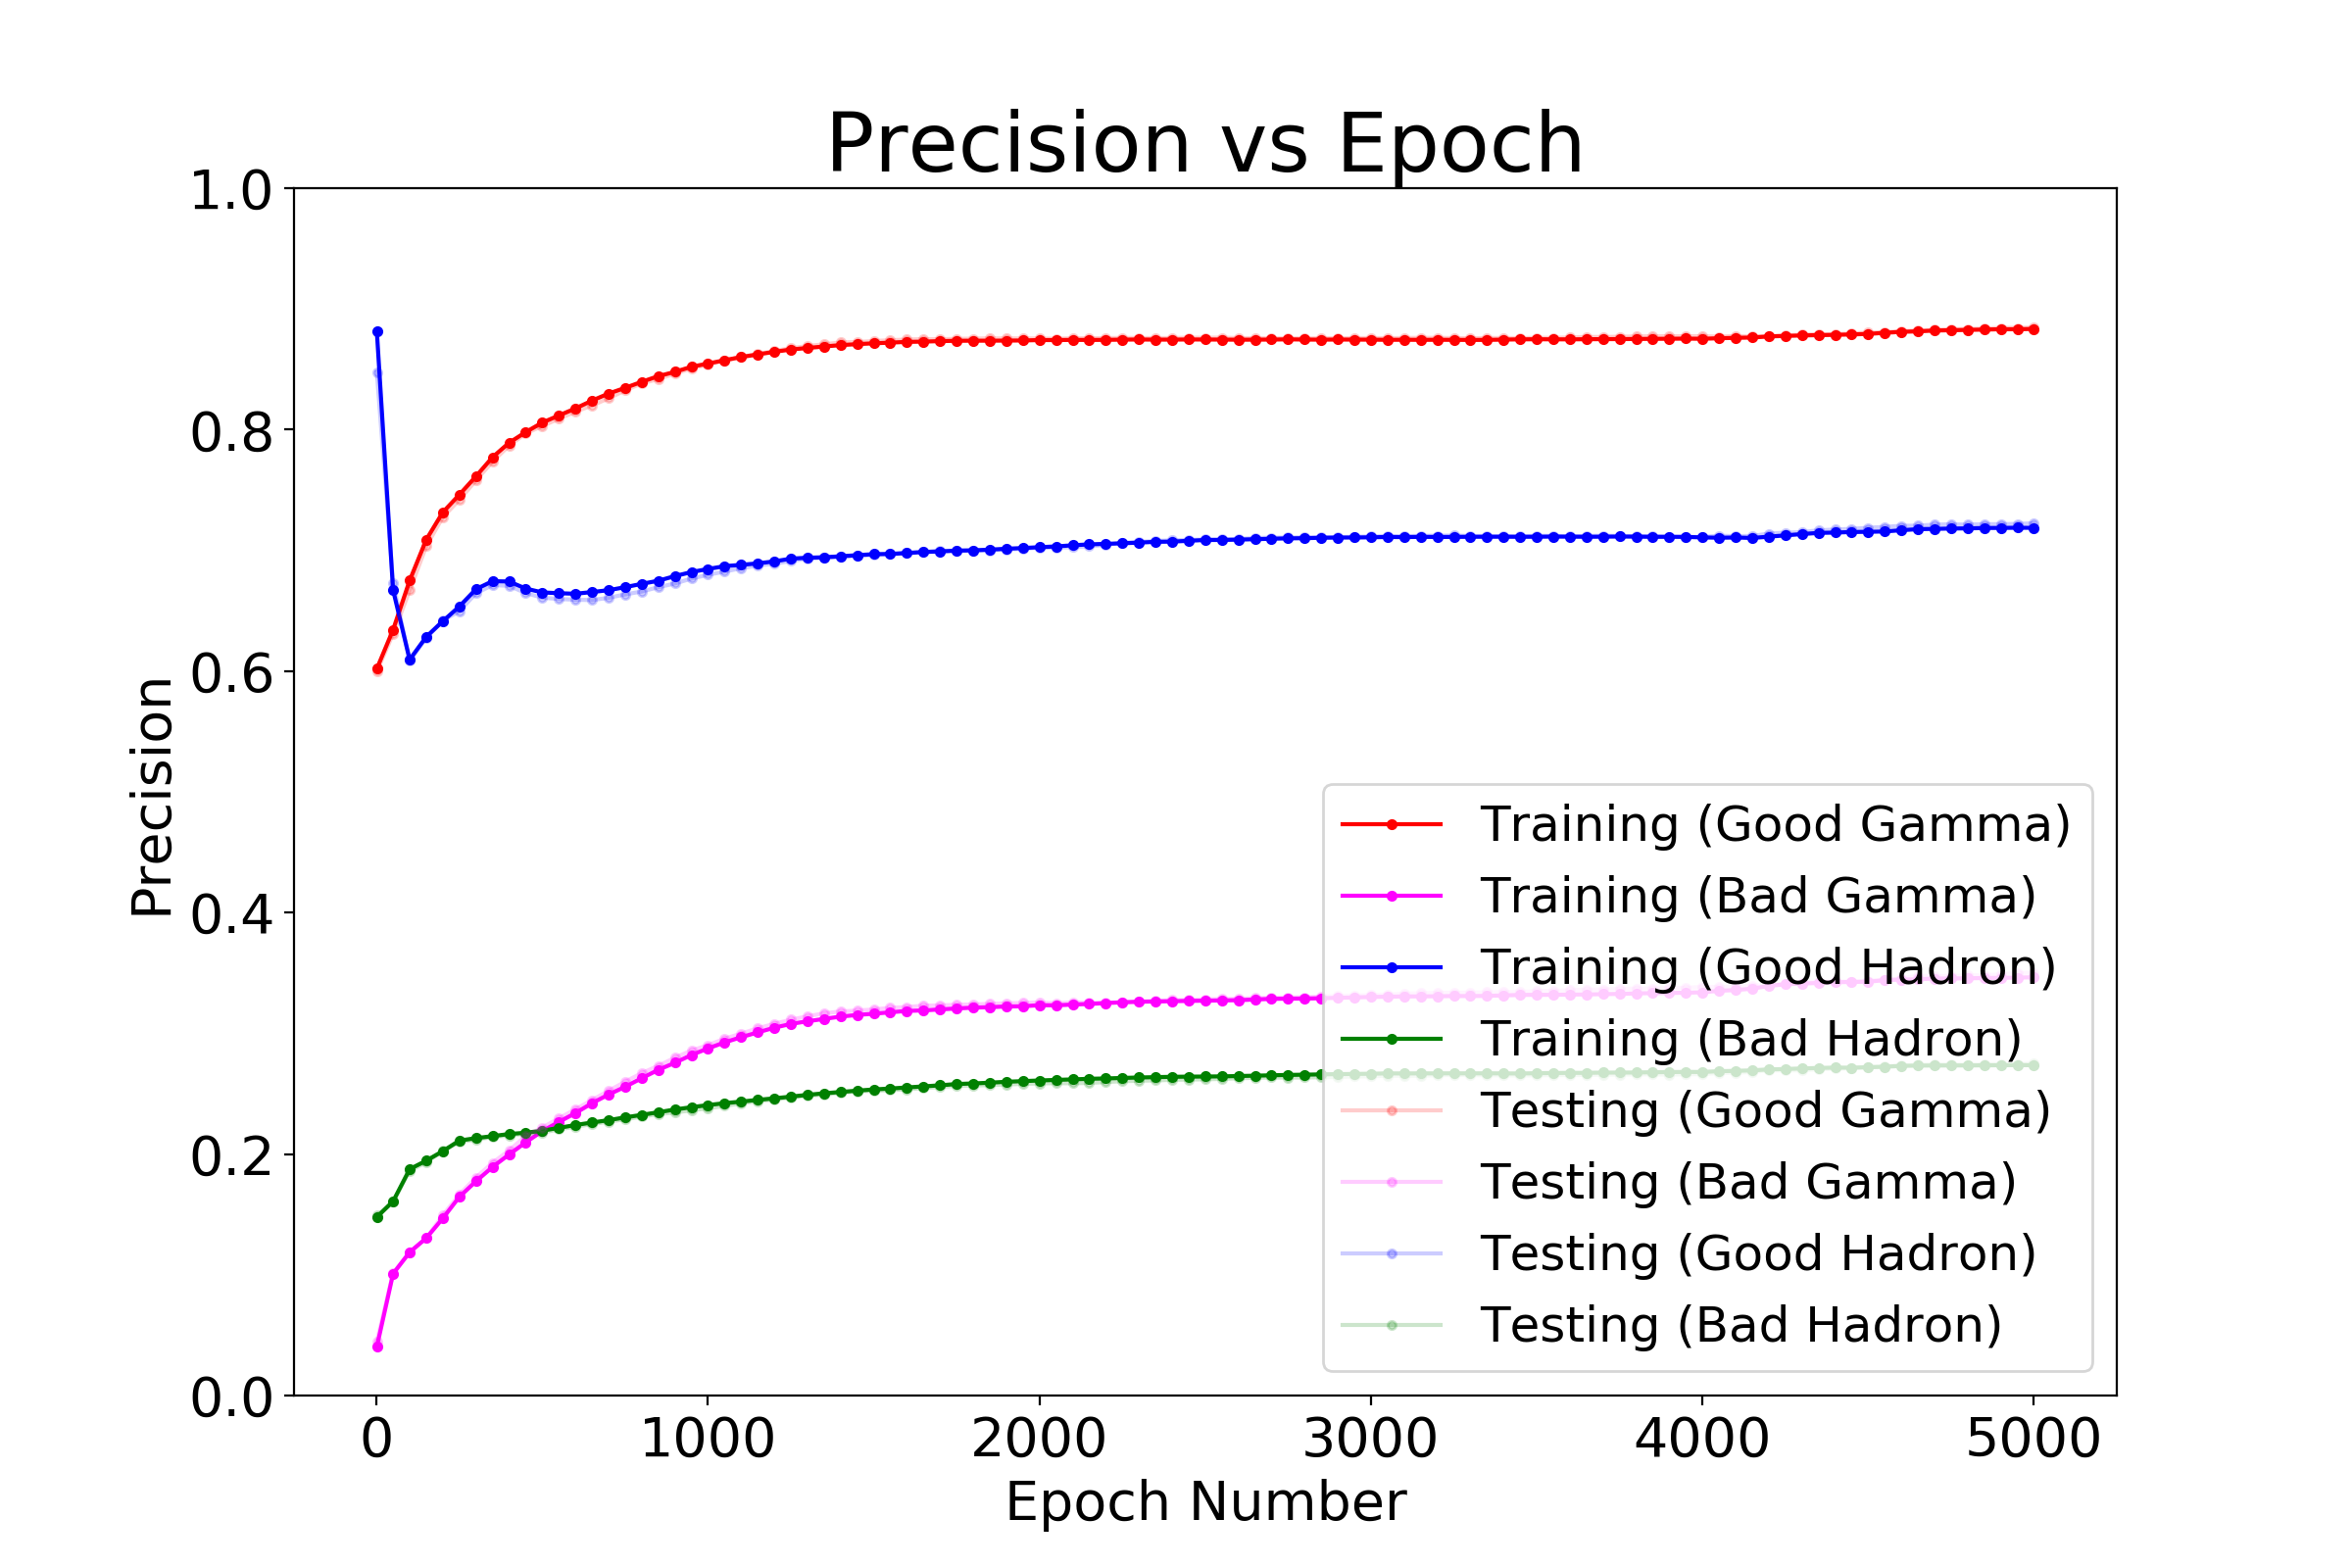 Precision vs Epoch
1.0
0.8
0.6
0.4
0.2
0.0
Precision
Training (Good Gamma)
Training (Bad Gamma)
Training (Good Hadron)
Training (Bad Hadron)
Testing (Good Gamma)
Testing (Bad Gamma)
Testing (Good Hadron)
Testing (Bad Hadron)
0 1000 2000 3000 4000 5000
Epoch Number